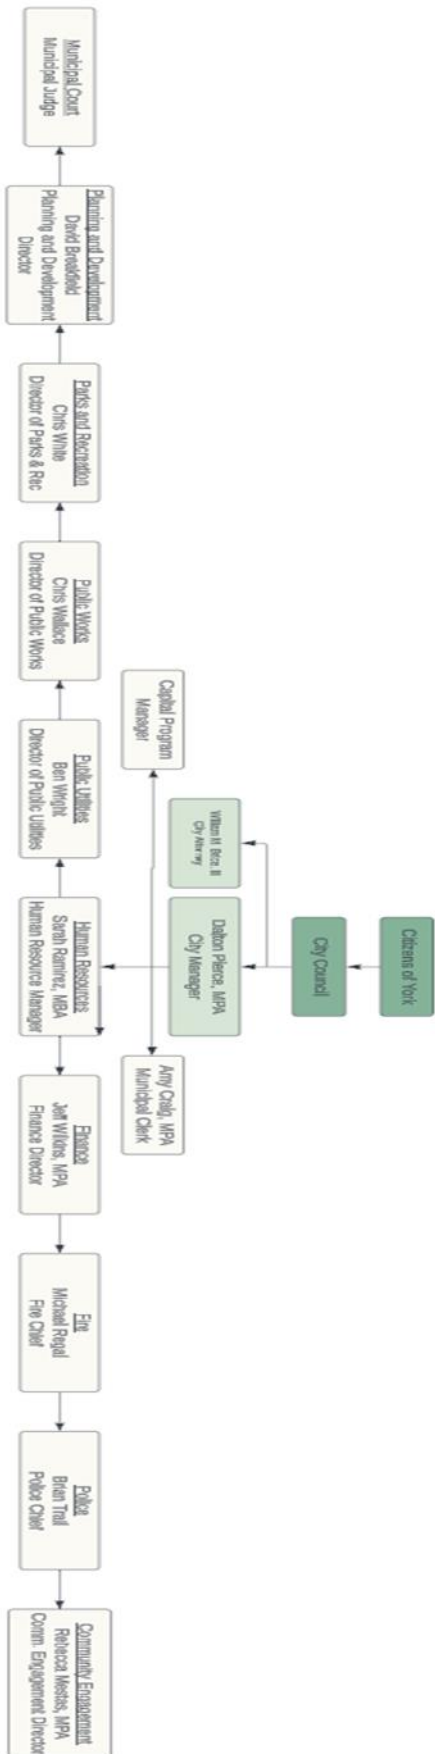 Citizens of York
City Council
William M. Brice, III
City Attorney
Dalton Pierce, MPA
City Manager
Capital Program
Manager
Amy Craig, MPA
Municipal Clerk
Municipal Court
Municipal Judge
Planning and Development
David Breakfield
Planning and Development
Director
Parks and Recreation
Chris White
Director of Parks & Rec
Public Works
Chris Wallace
Director of Public Works
Public Utilities
Ben Wright
Director of Public Utilities
Human Resources
Sarah Ramirez, MBA
Human Resource Manager
Finance
Jeff Wilkins, MPA
Finance Director
Fire
Michael Regal
Fire Chief
Police
Brian Trail
Police Chief
Community Engagement
Rebecca Mestas, MPA
Comm. Engagement Director